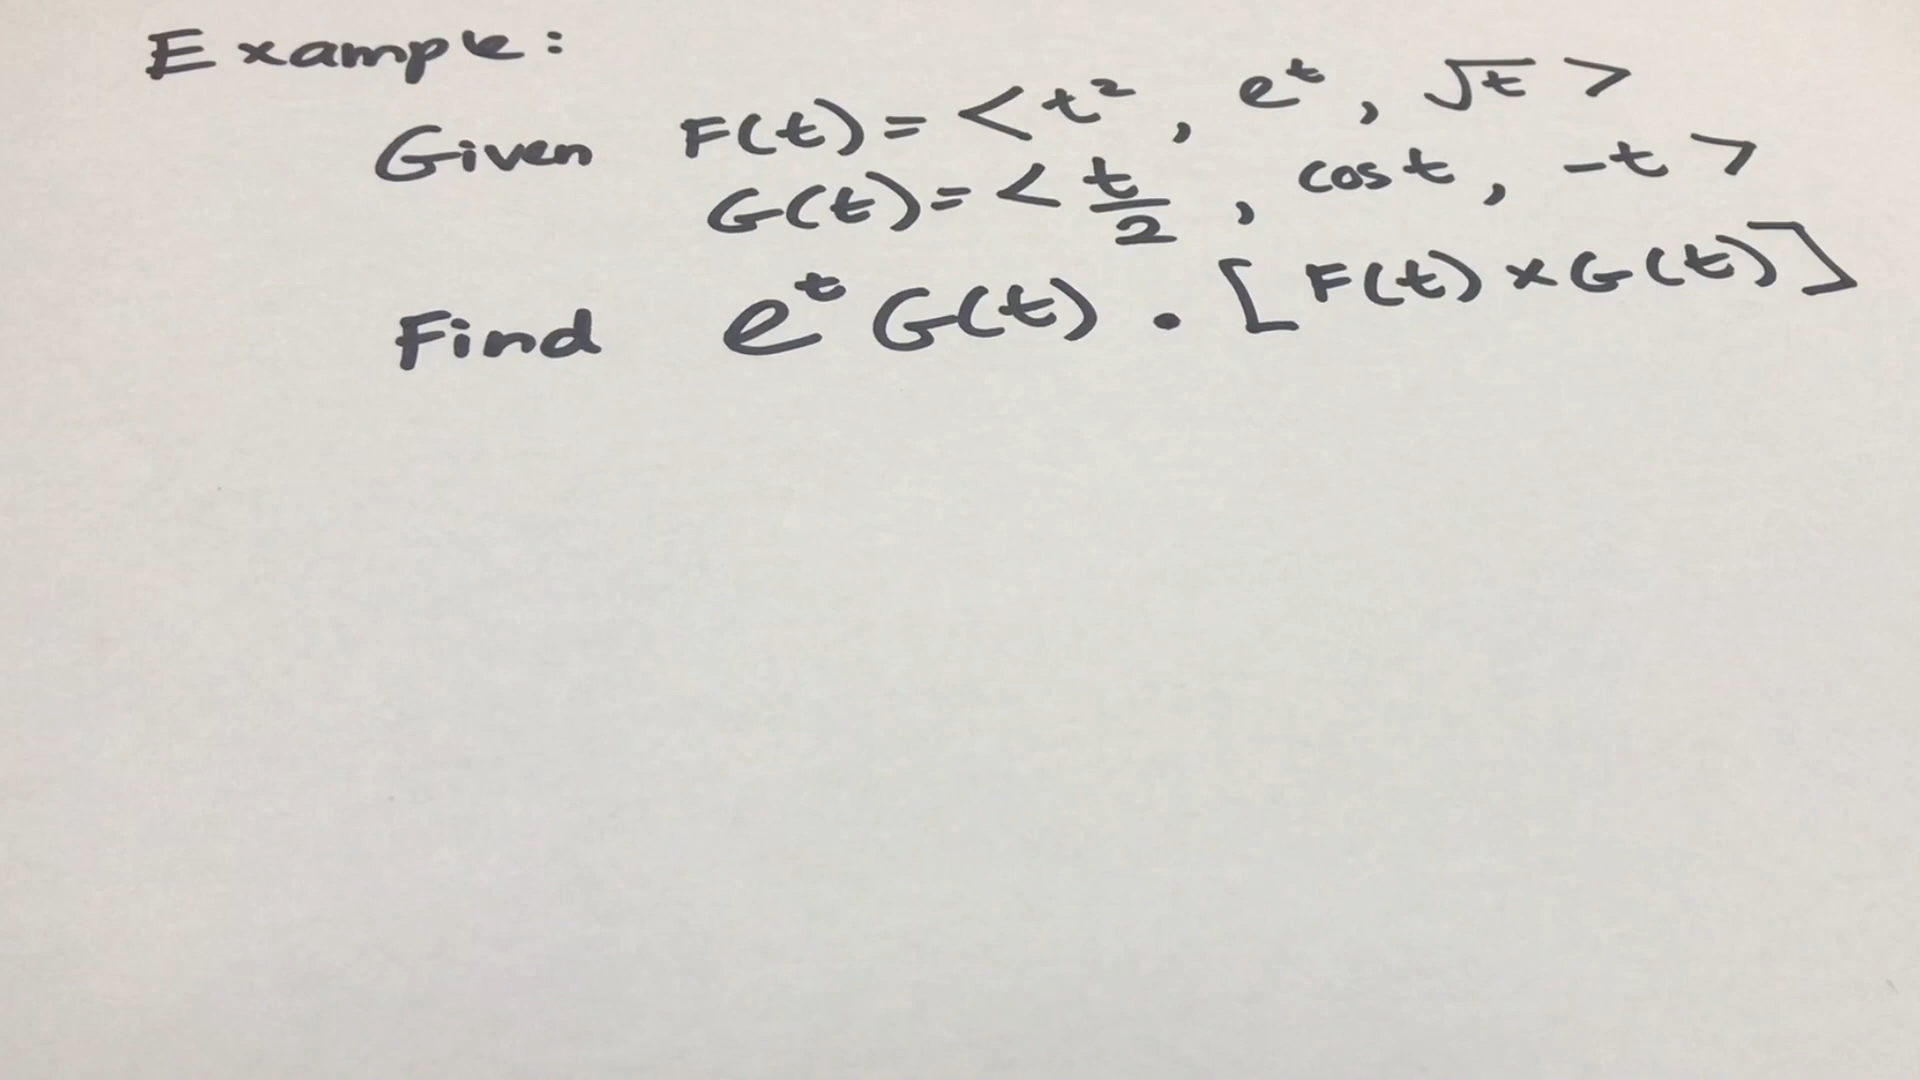 Example:
Given F(t) = < t² , e^t , √t >
G(t) = < t/2 , cos t , -t >
Find e^t G(t) · [F(t) × G(t)]